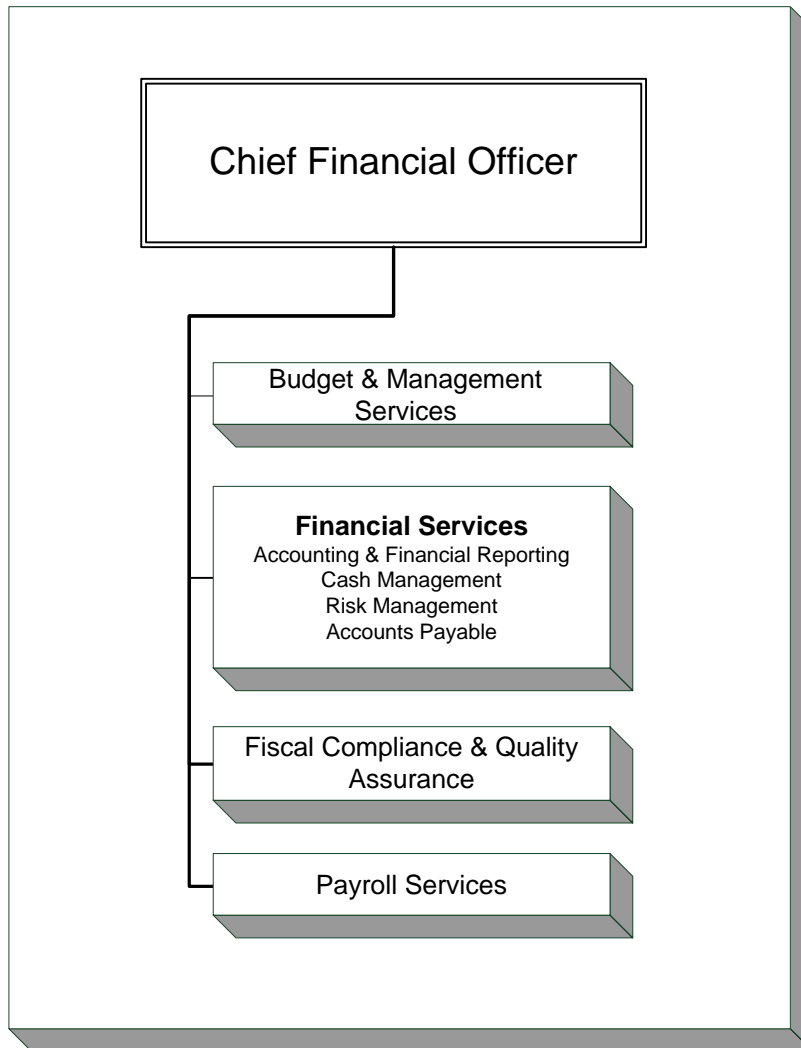 Chief Financial Officer
Budget & Management
Services
Financial Services
Accounting & Financial Reporting
Cash Management
Risk Management
Accounts Payable
Fiscal Compliance & Quality
Assurance
Payroll Services